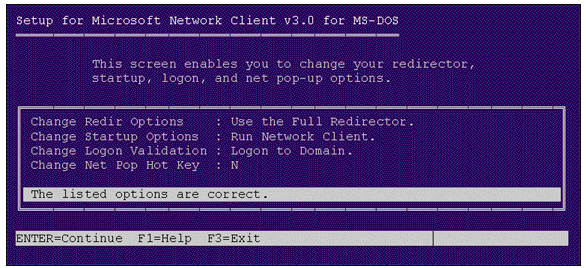 Setup for Microsoft Network Client v3.0 for MS-DOS
This screen enables you to change your redirector,
startup, logon, and net pop-up options.
Change Redir Options : Use the Full Redirector.
Change Startup Options : Run Network Client.
Change Logon Validation : Logon to Domain.
Change Net Pop Hot Key : N
The listed options are correct.
ENTER=Continue F1=Help F3=Exit